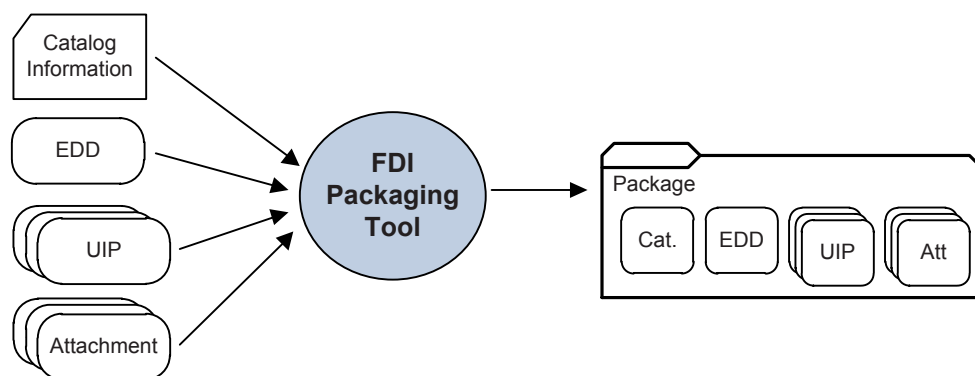 Catalog
Information
EDD
UIP
Attachment
FDI
Packaging
Tool
Package
Cat.
EDD
UIP
Att